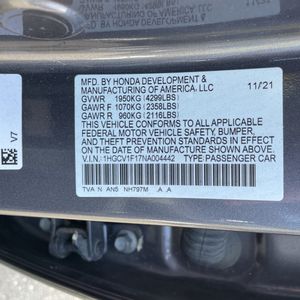 MFD. BY HONDA DEVELOPMENT &
MANUFACTURING OF AMERICA, LLC
11/21
GVWR 1950KG (4299LBS)
GAWR F 1070KG (2358LBS)
GAWR R 960KG (2116LBS)
THIS VEHICLE CONFORMS TO ALL APPLICABLE
FEDERAL MOTOR VEHICLE SAFETY, BUMPER,
AND THEFT PREVENTION STANDARDS IN
EFFECT ON THE DATE OF MANUFACTURE
SHOWN ABOVE.
V.I.N.: 1HGCV1F17NA004442 TYPE PASSENGER CAR
TVA N AN5 NH797M A A
V7